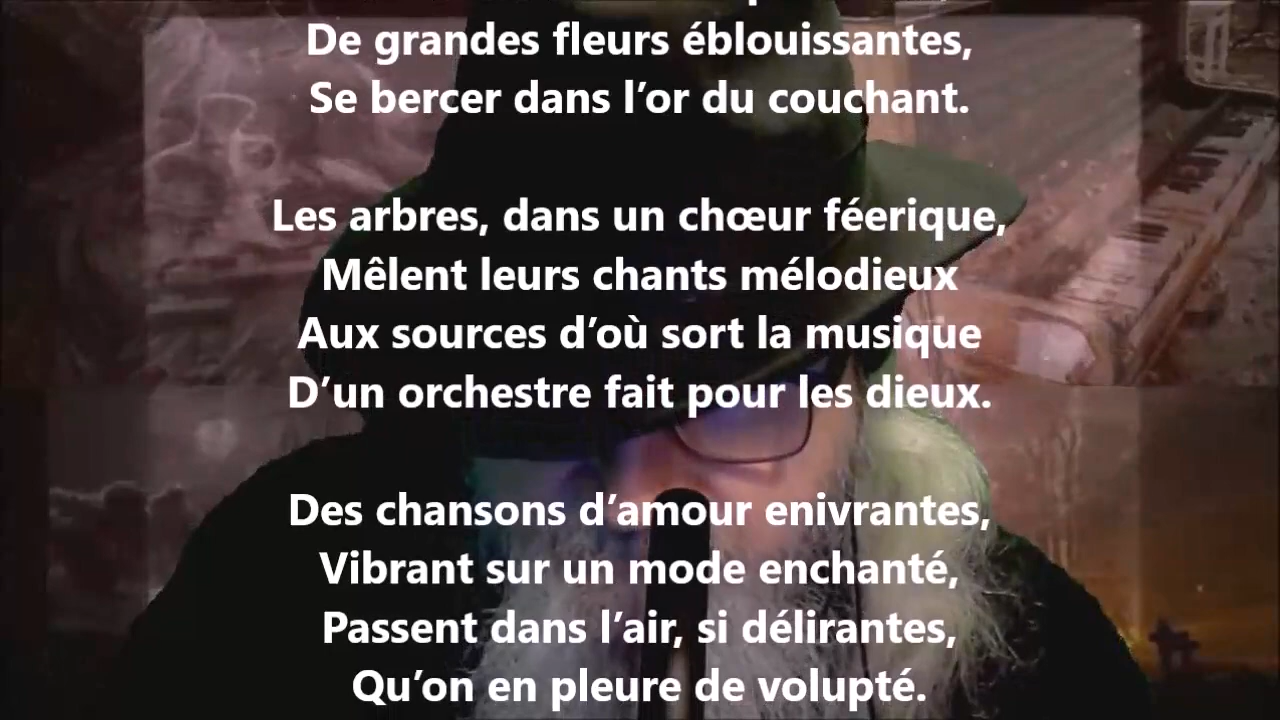 De grandes fleurs éblouissantes,
Se bercer dans l’or du couchant.
Les arbres, dans un chœur féerique,
Mêlent leurs chants mélodieux
Aux sources d’où sort la musique
D’un orchestre fait pour les dieux.
Des chansons d’amour enivrantes,
Vibrant sur un mode enchanté,
Passent dans l’air, si délirantes,
Qu’on en pleure de volupté.